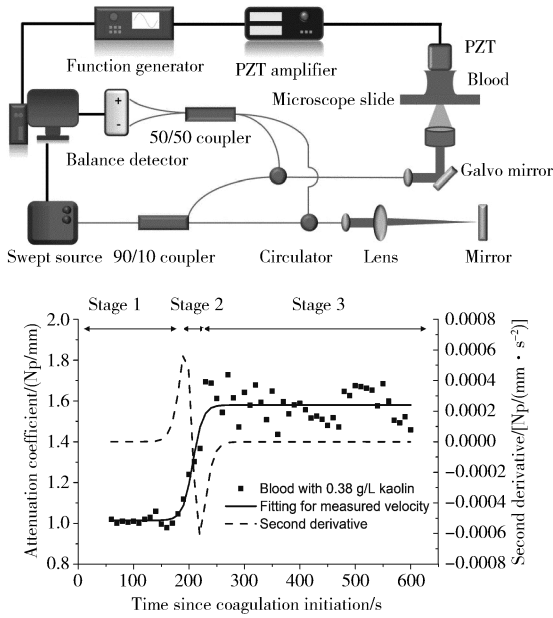 PZT
Function generator
PZT amplifier
Blood
Microscope slide
+
-
50/50 coupler
Balance detector
Galvo mirror
Swept source
90/10 coupler
Circulator
Lens
Mirror
Stage 1
Stage 2
Stage 3
2.0
1.8
1.6
1.4
1.2
1.0
0.8
Attenuation coefficient/(Np/mm)
0.0008
0.0006
0.0004
0.0002
0.0000
−0.0002
−0.0004
−0.0006
−0.0008
Second derivative/[Np/(mm · s⁻²)]
Blood with 0.38 g/L kaolin
Fitting for measured velocity
Second derivative
0
100
200
300
400
500
600
Time since coagulation initiation/s